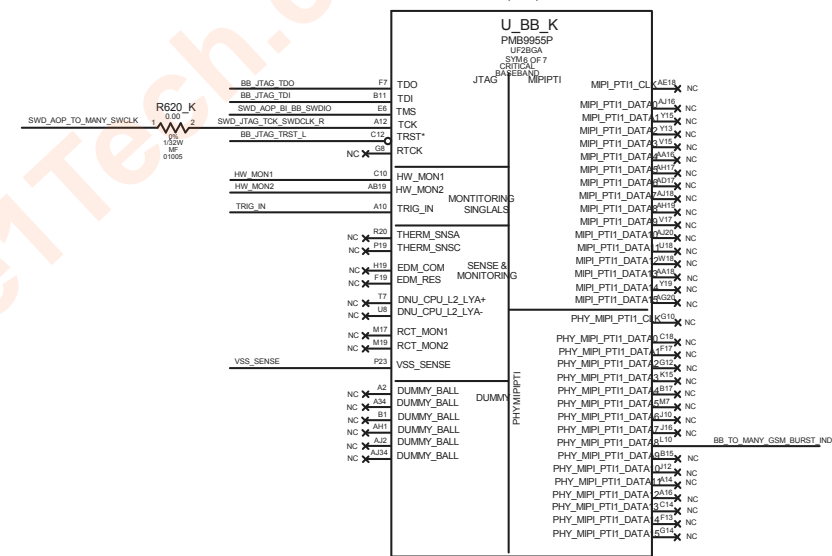 U_BB_K
PMB9955P
UF2BGA
SYM 6 OF 7
CRITICAL
BASEBAND
JTAG MIPIPTI
BB_JTAG_TDO F7 TDO
BB_JTAG_TDI B11 TDI
SWD_AOP_BI_BB_SWDIO E6 TMS
SWD_AOP_TO_MANY_SWCLK 1 R620_K 2 SWD_JTAG_TCK_SWDCLK_R A12 TCK
0.00
0%
1/32W
MF
01005
BB_JTAG_TRST_L C12 TRST*
NC G8 RTCK
HW_MON1 C10 HW_MON1
HW_MON2 AB19 HW_MON2
MONTITORING
SINGLALS
TRIG_IN A10 TRIG_IN
NC R20 THERM_SNSA
NC P19 THERM_SNSC
NC H19 EDM_COM
NC F19 EDM_RES
SENSE &
MONITORING
NC T7 DNU_CPU_L2_LYA+
NC U8 DNU_CPU_L2_LYA-
NC M17 RCT_MON1
NC M19 RCT_MON2
VSS_SENSE P23 VSS_SENSE
NC A2 DUMMY_BALL
NC A34 DUMMY_BALL
NC B1 DUMMY_BALL
NC AH1 DUMMY_BALL
NC AJ2 DUMMY_BALL
NC AJ34 DUMMY_BALL
DUMMY
PHYMIPIPTI
MIPI_PTI1_CLK AE18 NC
MIPI_PTI1_DATA0 AJ16 NC
MIPI_PTI1_DATA1 Y15 NC
MIPI_PTI1_DATA2 Y13 NC
MIPI_PTI1_DATA3 V15 NC
MIPI_PTI1_DATA4 AA16 NC
MIPI_PTI1_DATA5 AH17 NC
MIPI_PTI1_DATA6 AD17 NC
MIPI_PTI1_DATA7 AJ18 NC
MIPI_PTI1_DATA8 AH19 NC
MIPI_PTI1_DATA9 V17 NC
MIPI_PTI1_DATA10 AJ20 NC
MIPI_PTI1_DATA11 U18 NC
MIPI_PTI1_DATA12 W18 NC
MIPI_PTI1_DATA13 AA18 NC
MIPI_PTI1_DATA14 Y19 NC
MIPI_PTI1_DATA15 AG20 NC
PHY_MIPI_PTI1_CLK G10 NC
PHY_MIPI_PTI1_DATA0 C18 NC
PHY_MIPI_PTI1_DATA1 F17 NC
PHY_MIPI_PTI1_DATA2 G12 NC
PHY_MIPI_PTI1_DATA3 K15 NC
PHY_MIPI_PTI1_DATA4 B17 NC
PHY_MIPI_PTI1_DATA5 M7 NC
PHY_MIPI_PTI1_DATA6 J10 NC
PHY_MIPI_PTI1_DATA7 J16 NC
PHY_MIPI_PTI1_DATA8 L10 BB_TO_MANY_GSM_BURST_IND
PHY_MIPI_PTI1_DATA9 B15 NC
PHY_MIPI_PTI1_DATA10 J12 NC
PHY_MIPI_PTI1_DATA11 A14 NC
PHY_MIPI_PTI1_DATA12 A16 NC
PHY_MIPI_PTI1_DATA13 C14 NC
PHY_MIPI_PTI1_DATA14 F13 NC
PHY_MIPI_PTI1_DATA15 G14 NC